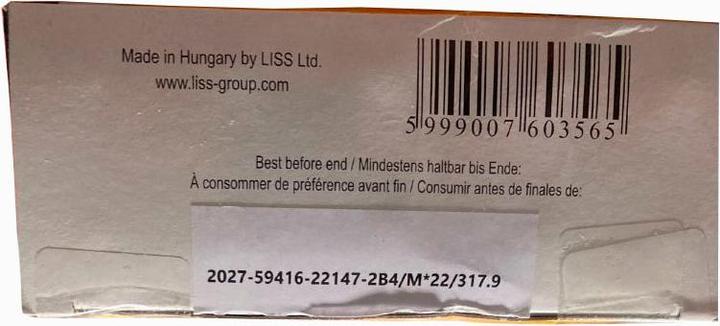 Made in Hungary by LISS Ltd.
www.liss-group.com
5 999007 603565
Best before end / Mindestens haltbar bis Ende:
À consommer de préférence avant fin / Consumir antes de finales de:
2027-59416-22147-2B4/M*22/317.9